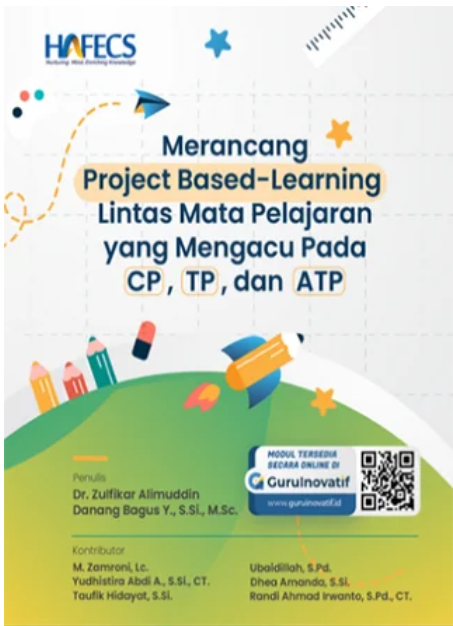 HAFECS
Nurturing Mind, Enriching Knowledge
Merancang
Project Based-Learning
Lintas Mata Pelajaran
yang Mengacu Pada
CP, TP, dan ATP
MODUL TERSEDIA
SECARA ONLINE DI
GuruInovatif
www.guruinovatif.id
Penulis
Dr. Zulfikar Alimuddin
Danang Bagus Y., S.Si., M.Sc.
Kontributor
M. Zamroni, Lc.
Yudhistira Abdi A., S.Si., CT.
Taufik Hidayat, S.Si.
Ubaidillah, S.Pd.
Dhea Amanda, S.Si.
Randi Ahmad Irwanto, S.Pd., CT.